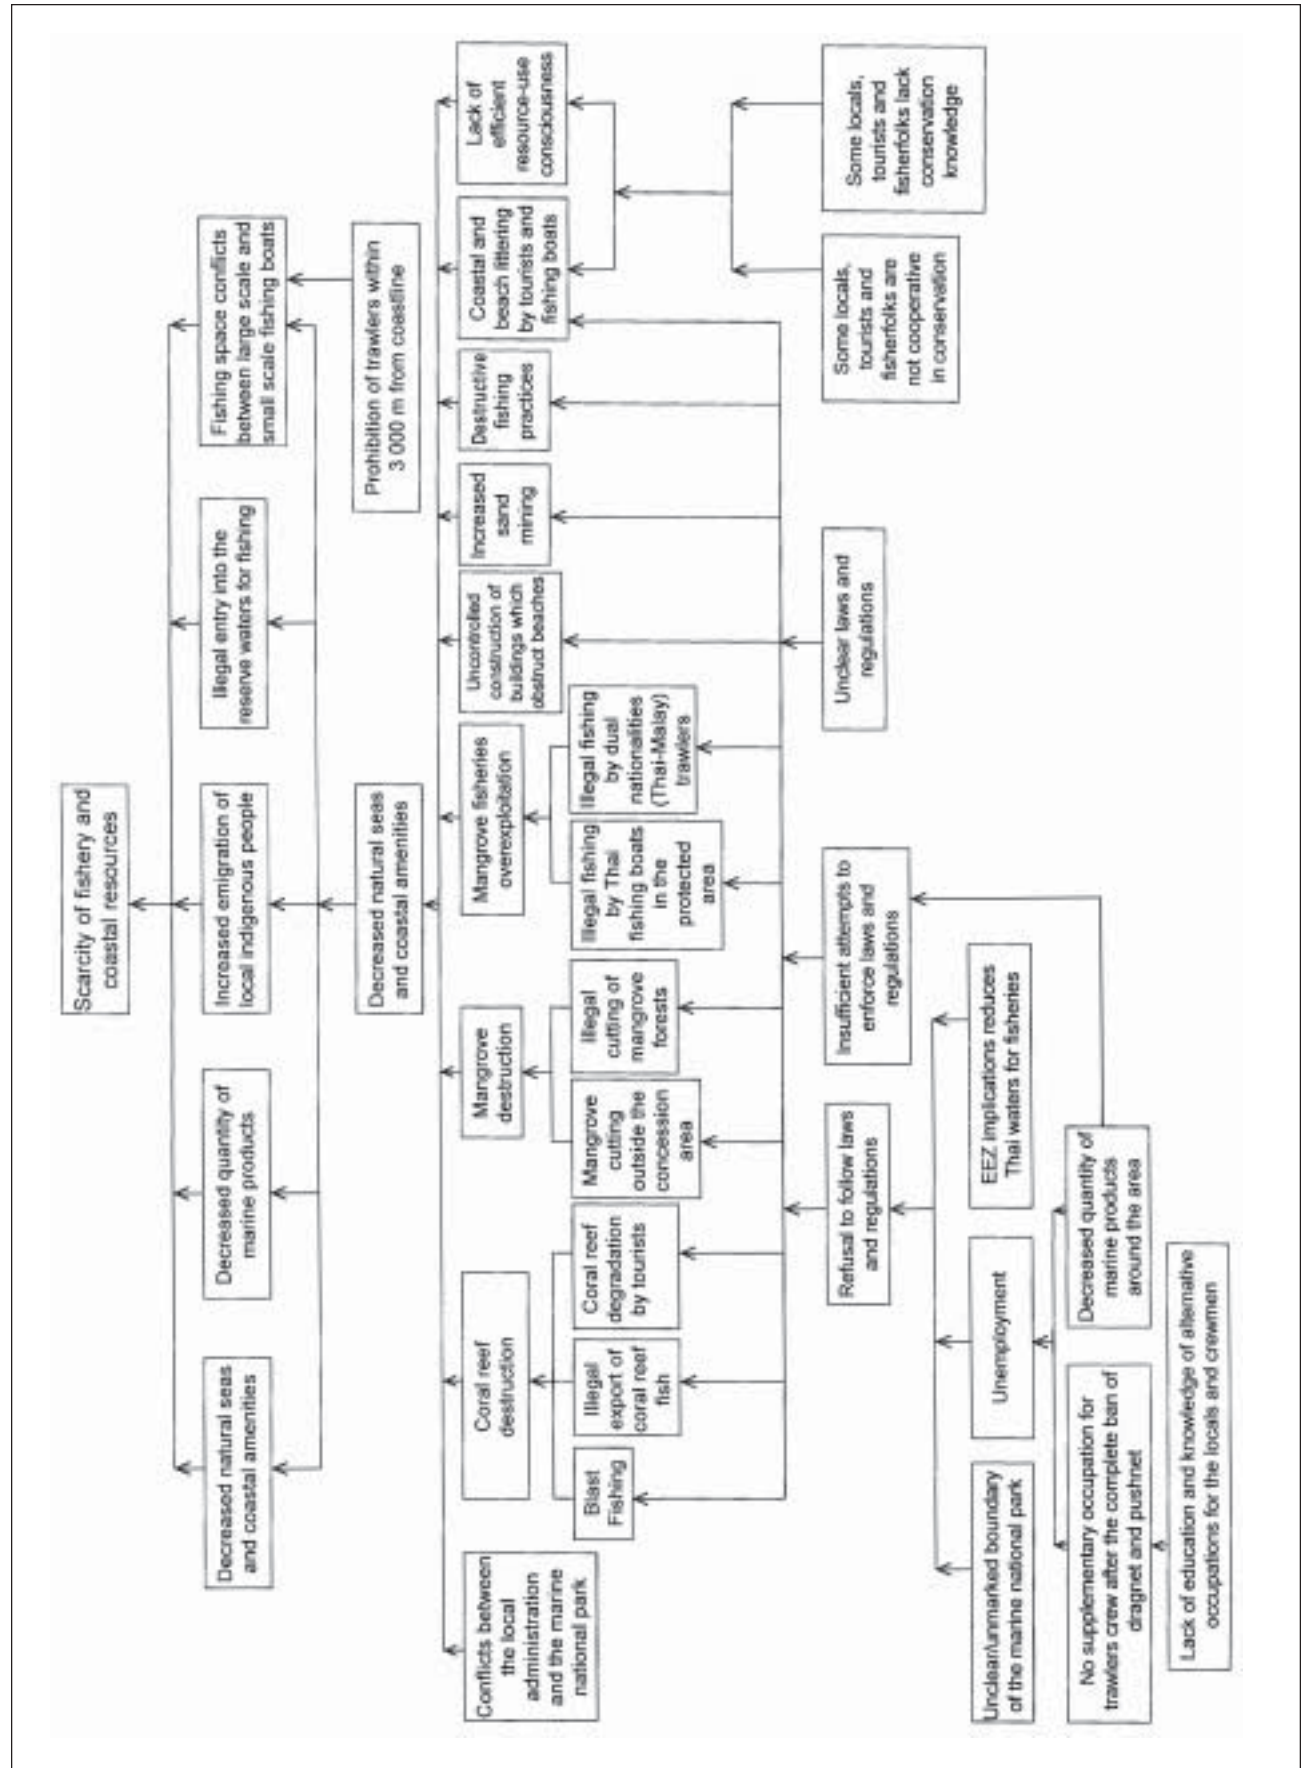 Scarcity of fishery and
coastal resources
Decreased natural seas
and coastal amenities
Decreased quantity of
marine products
Increased emigration of
local indigenous people
Illegal entry into the
reserve waters for fishing
Fishing space conflicts
between large scale and
small scale fishing boats
Decreased natural seas
and coastal amenities
Prohibition of trawlers within
3 000 m from coastline
Conflicts between
the local
administration
and the marine
national park
Coral reef
destruction
Mangrove
destruction
Mangrove fisheries
overexploitation
Uncontrolled
construction of
buildings which
obstruct beaches
Increased
sand
mining
Destructive
fishing
practices
Coastal and
beach littering
by tourists and
fishing boats
Lack of
efficient
resource-use
consciousness
Blast
Fishing
Illegal
export of
coral reef
fish
Coral reef
degradation
by tourists
Mangrove
cutting
outside the
concession
area
Illegal
cutting of
mangrove
forests
Illegal fishing
by Thai
fishing boats
in the
protected
area
Illegal fishing
by dual
nationalities
(Thai-Malay)
trawlers
Refusal to follow laws
and regulations
Insufficient attempts to
enforce laws and
regulations
Unclear laws and
regulations
Some locals,
tourists and
fisherfolks are
not cooperative
in conservation
Some locals,
tourists and
fisherfolks lack
conservation
knowledge
Unclear/unmarked boundary
of the marine national park
Unemployment
EEZ implications reduces
Thai waters for fisheries
No supplementary occupation for
trawlers crew after the complete ban of
dragnet and pushnet
Decreased quantity of
marine products
around the area
Lack of education and knowledge of alternative
occupations for the locals and crewmen